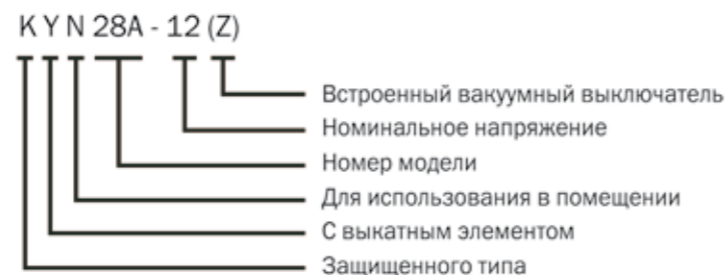 K Y N 28A - 12 (Z)
Встроенный вакуумный выключатель
Номинальное напряжение
Номер модели
Для использования в помещении
С выкатным элементом
Защищенного типа